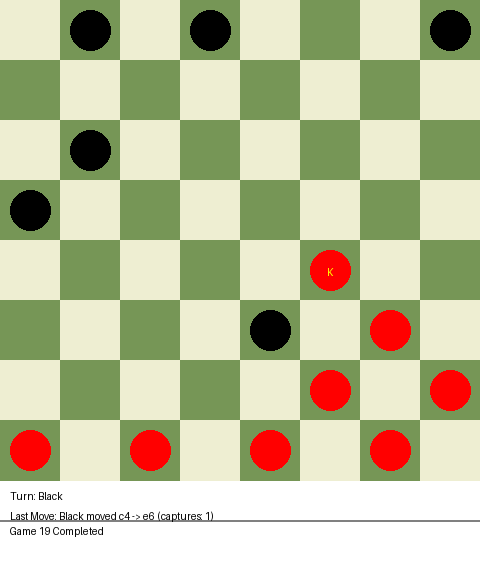 K
Turn: Black
Last Move: Black moved c4 -> e6 (captures: 1)
Game 19 Completed